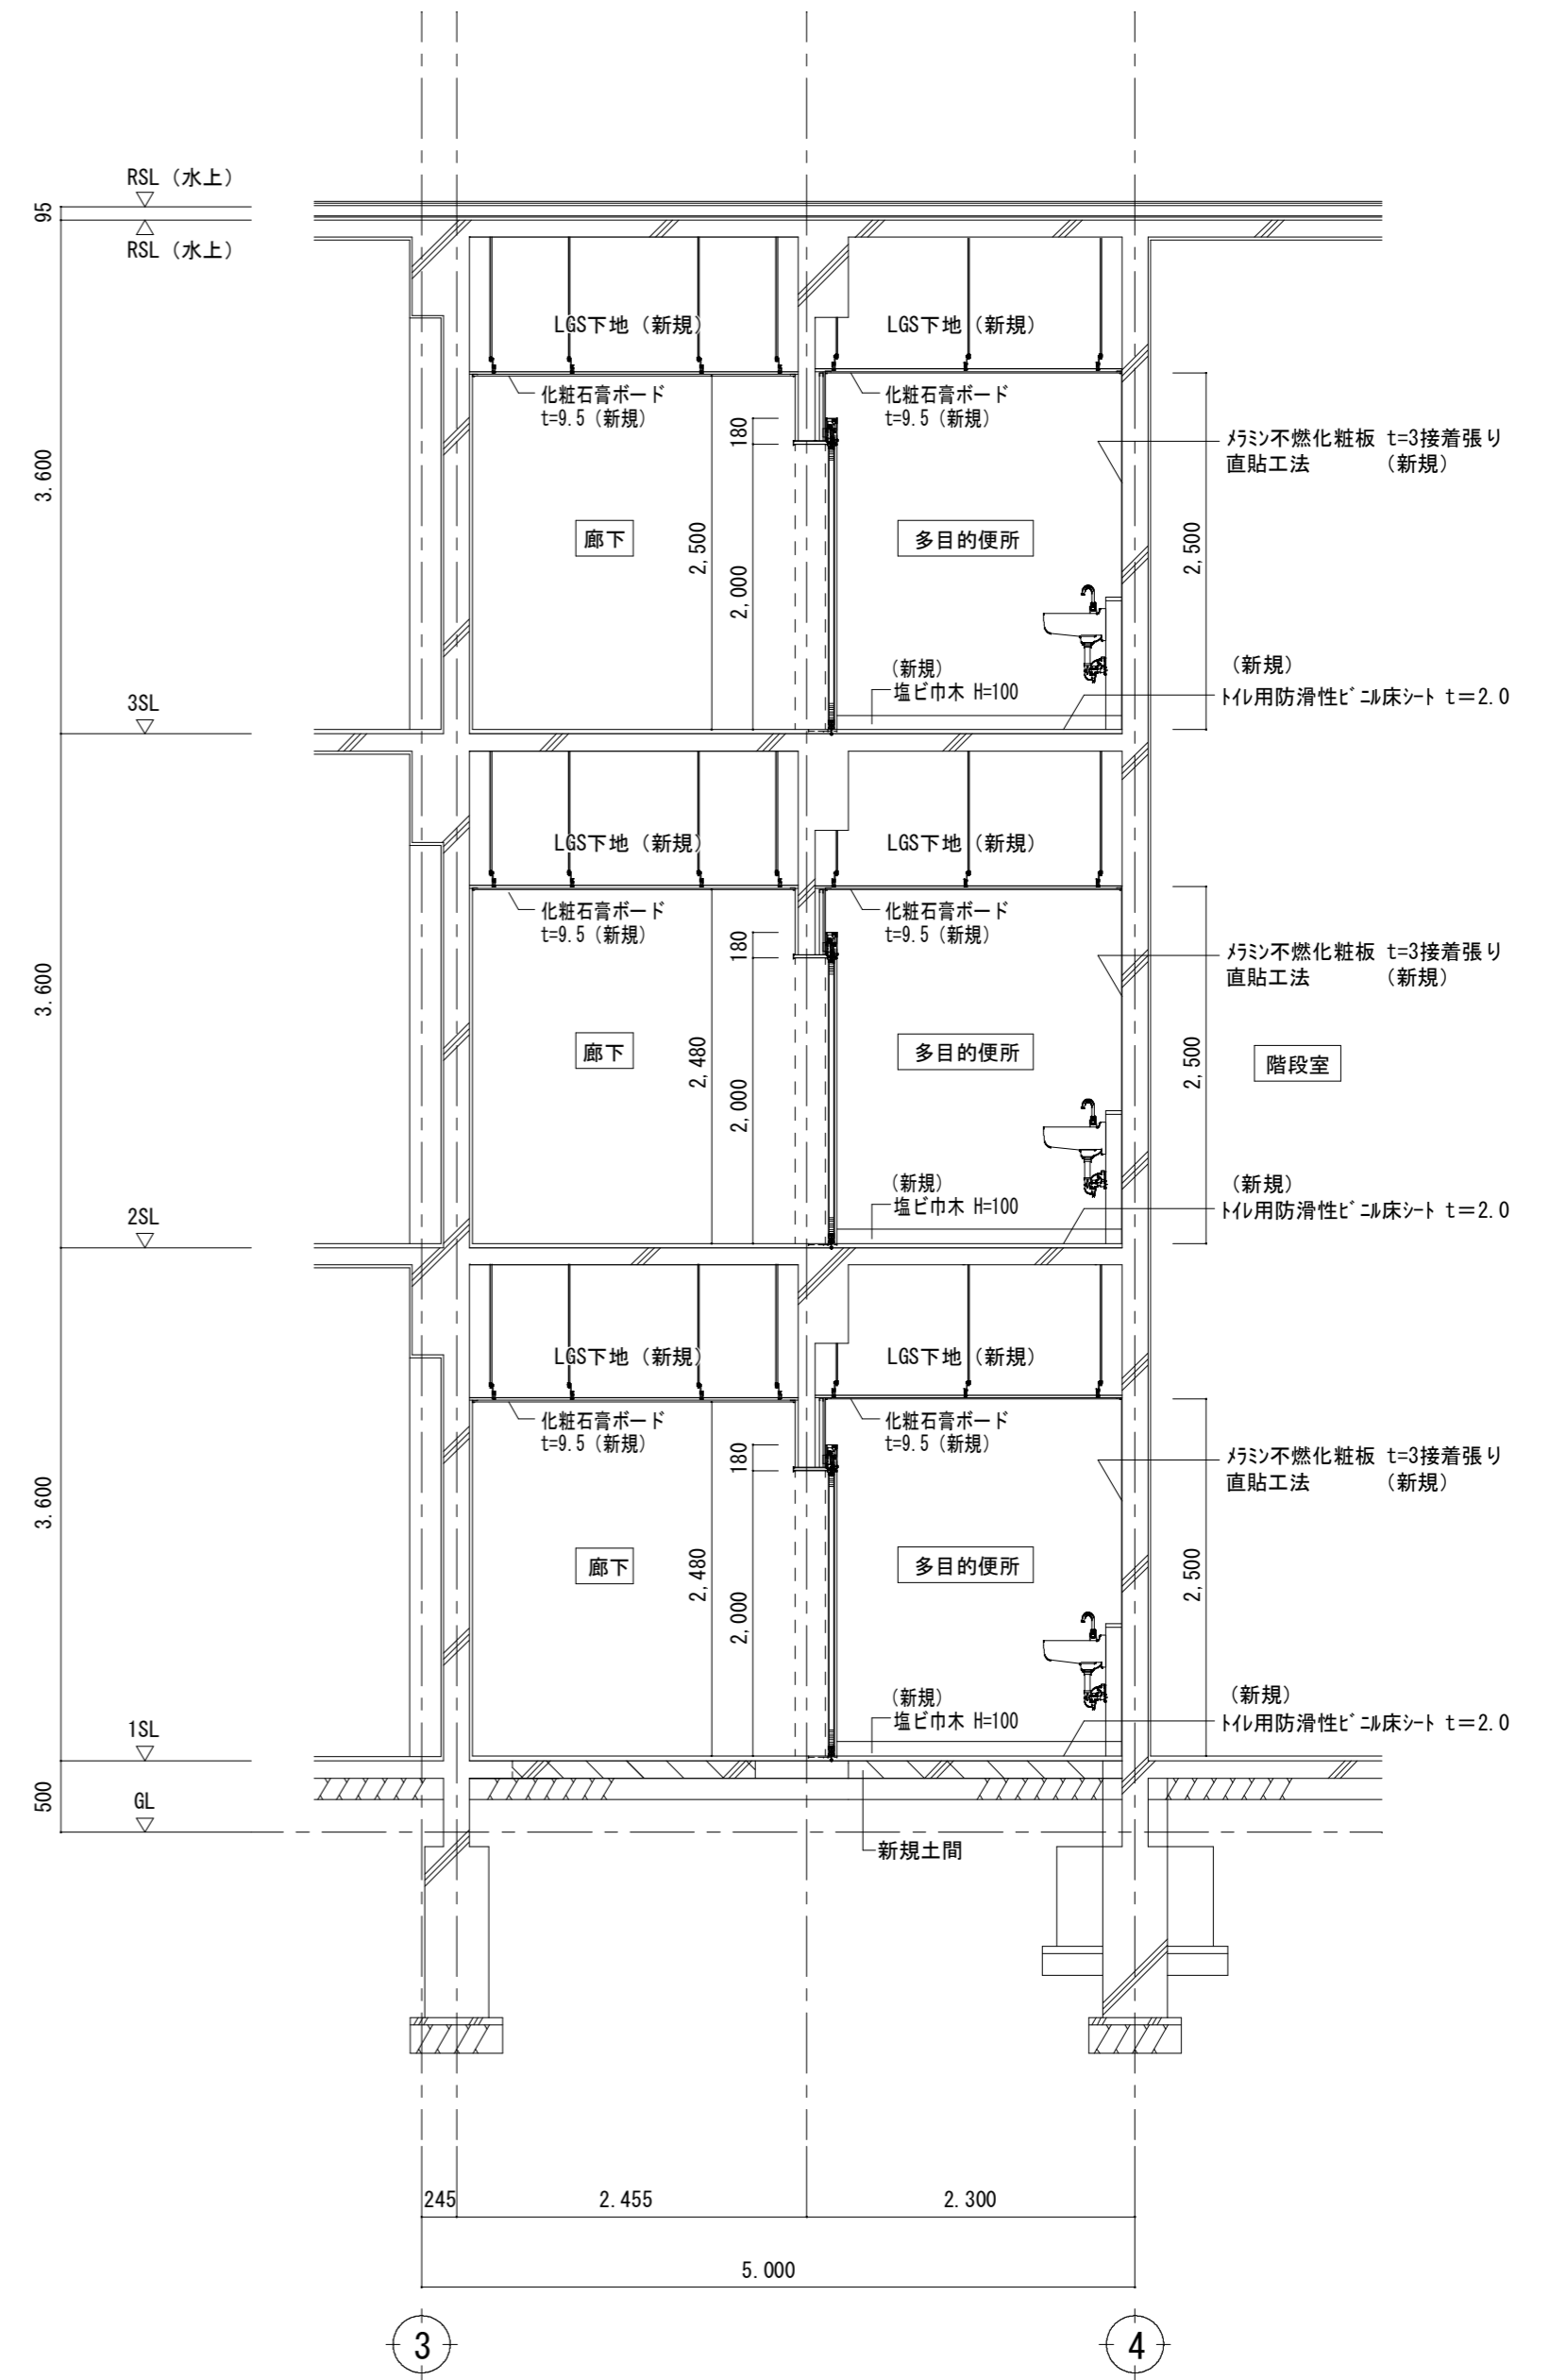 RSL（水上）
95
RSL（水上）
LGS下地（新規）
LGS下地（新規）
化粧石膏ボード
t=9.5（新規）
化粧石膏ボード
t=9.5（新規）
180
ﾒﾗﾐﾝ不燃化粧板 t=3接着張り
直貼工法　　　（新規）
3.600
廊下
2,500
2,000
多目的便所
2,500
（新規）
塩ビ巾木 H=100
（新規）
ﾄｲﾚ用防滑性ﾋﾞﾆﾙ床ｼｰﾄ t＝2.0
3SL
LGS下地（新規）
LGS下地（新規）
化粧石膏ボード
t=9.5（新規）
化粧石膏ボード
t=9.5（新規）
180
ﾒﾗﾐﾝ不燃化粧板 t=3接着張り
直貼工法　　　（新規）
3.600
廊下
2,480
2,000
多目的便所
2,500
階段室
（新規）
塩ビ巾木 H=100
（新規）
ﾄｲﾚ用防滑性ﾋﾞﾆﾙ床ｼｰﾄ t＝2.0
2SL
LGS下地（新規）
LGS下地（新規）
化粧石膏ボード
t=9.5（新規）
化粧石膏ボード
t=9.5（新規）
180
ﾒﾗﾐﾝ不燃化粧板 t=3接着張り
直貼工法　　　（新規）
3.600
廊下
2,480
2,000
多目的便所
2,500
（新規）
塩ビ巾木 H=100
（新規）
ﾄｲﾚ用防滑性ﾋﾞﾆﾙ床ｼｰﾄ t＝2.0
1SL
500
GL
新規土間
245
2.455
2.300
5.000
3
4